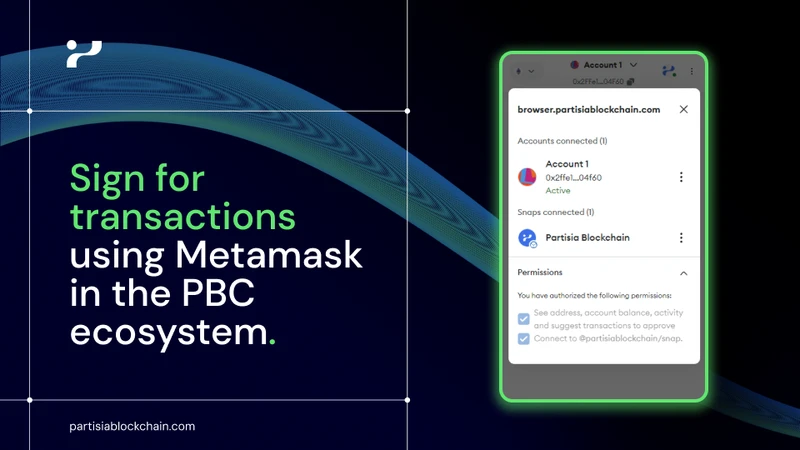 Sign for
transactions
using Metamask
in the PBC
ecosystem.
partisiablockchain.com
Account 1
0x2ffe1...04f60
browser.partisiablockchain.com
Accounts connected (1)
Account 1
0x2ffe1...04f60
Active
Snaps connected (1)
Partisia Blockchain
Permissions
You have authorized the following permissions:
See address, account balance, activity
and suggest transactions to approve
Connect to @partisiablockchain/snap.